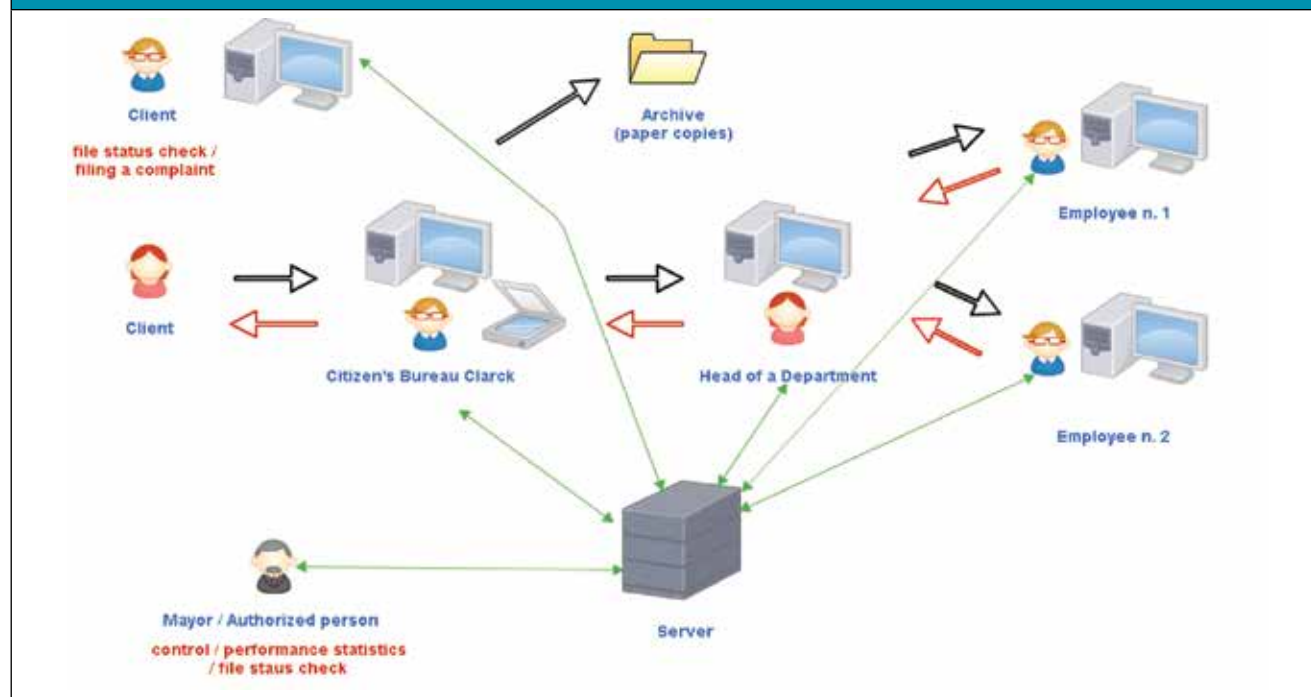 Client
file status check /
filing a complaint
Archive
(paper copies)
Employee n. 1
Client
Citizen's Bureau Clarck
Head of a Department
Employee n. 2
Mayor / Authorized person
control / performance statistics
/ file staus check
Server